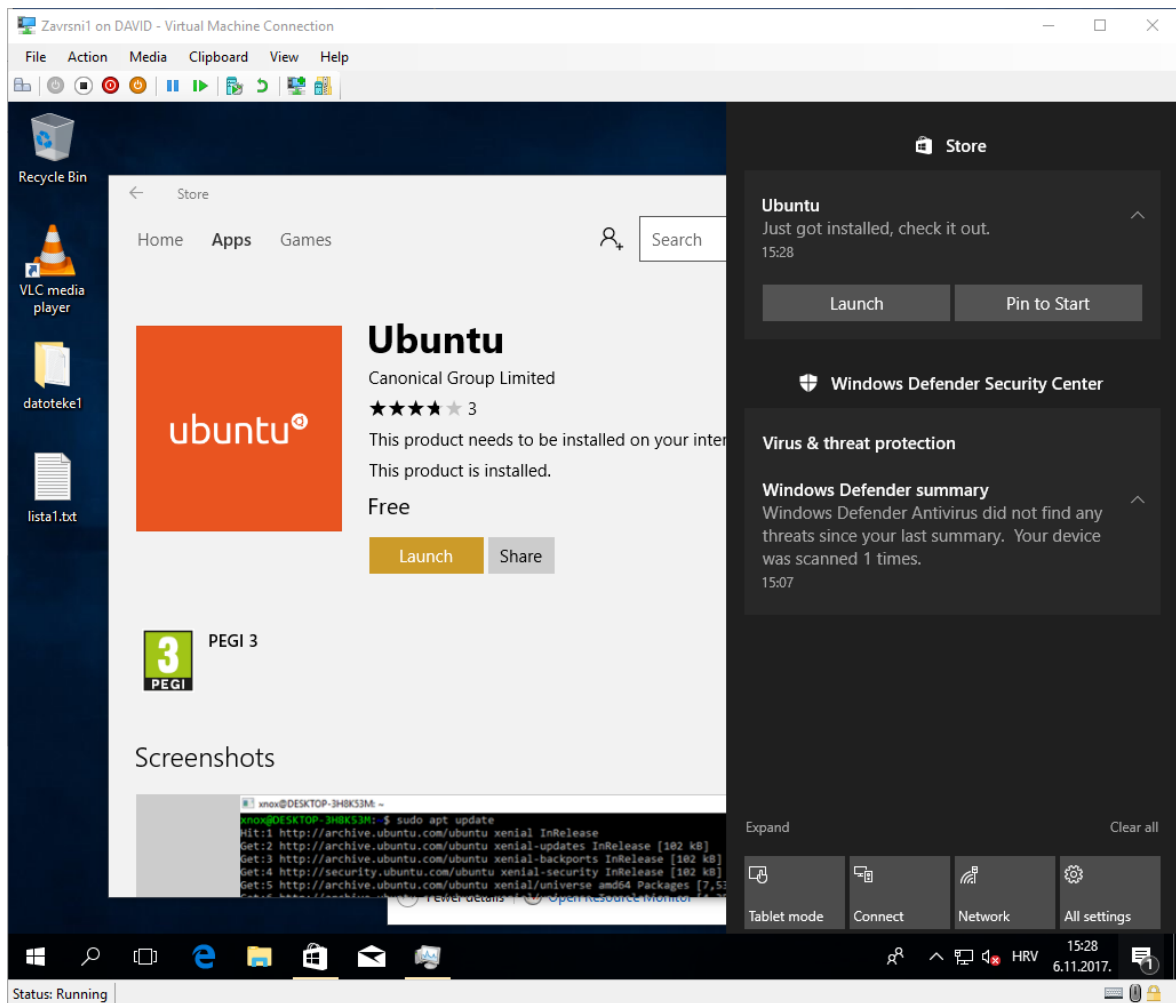 Zavrsni1 on DAVID - Virtual Machine Connection
File Action Media Clipboard View Help
Recycle Bin
VLC media
player
datoteke1
lista1.txt
Store
Home Apps Games
Search
ubuntu
Ubuntu
Canonical Group Limited
3
This product needs to be installed on your inter
This product is installed.
Free
Launch Share
3
PEGI
PEGI 3
Screenshots
xnox@DESKTOP-3H8K53M: ~
xnox@DESKTOP-3H8K53M:~$ sudo apt update
Hit:1 http://archive.ubuntu.com/ubuntu xenial InRelease
Get:2 http://archive.ubuntu.com/ubuntu xenial-updates InRelease [102 kB]
Get:3 http://archive.ubuntu.com/ubuntu xenial-backports InRelease [102 kB]
Get:4 http://security.ubuntu.com/ubuntu xenial-security InRelease [102 kB]
Get:5 http://archive.ubuntu.com/ubuntu xenial/universe amd64 Packages [7,53
Fewer details Open Resource Monitor
Store
Ubuntu
Just got installed, check it out.
15:28
Launch Pin to Start
Windows Defender Security Center
Virus & threat protection
Windows Defender summary
Windows Defender Antivirus did not find any
threats since your last summary. Your device
was scanned 1 times.
15:07
Expand Clear all
Tablet mode Connect Network All settings
HRV
15:28
6.11.2017.
1
Status: Running